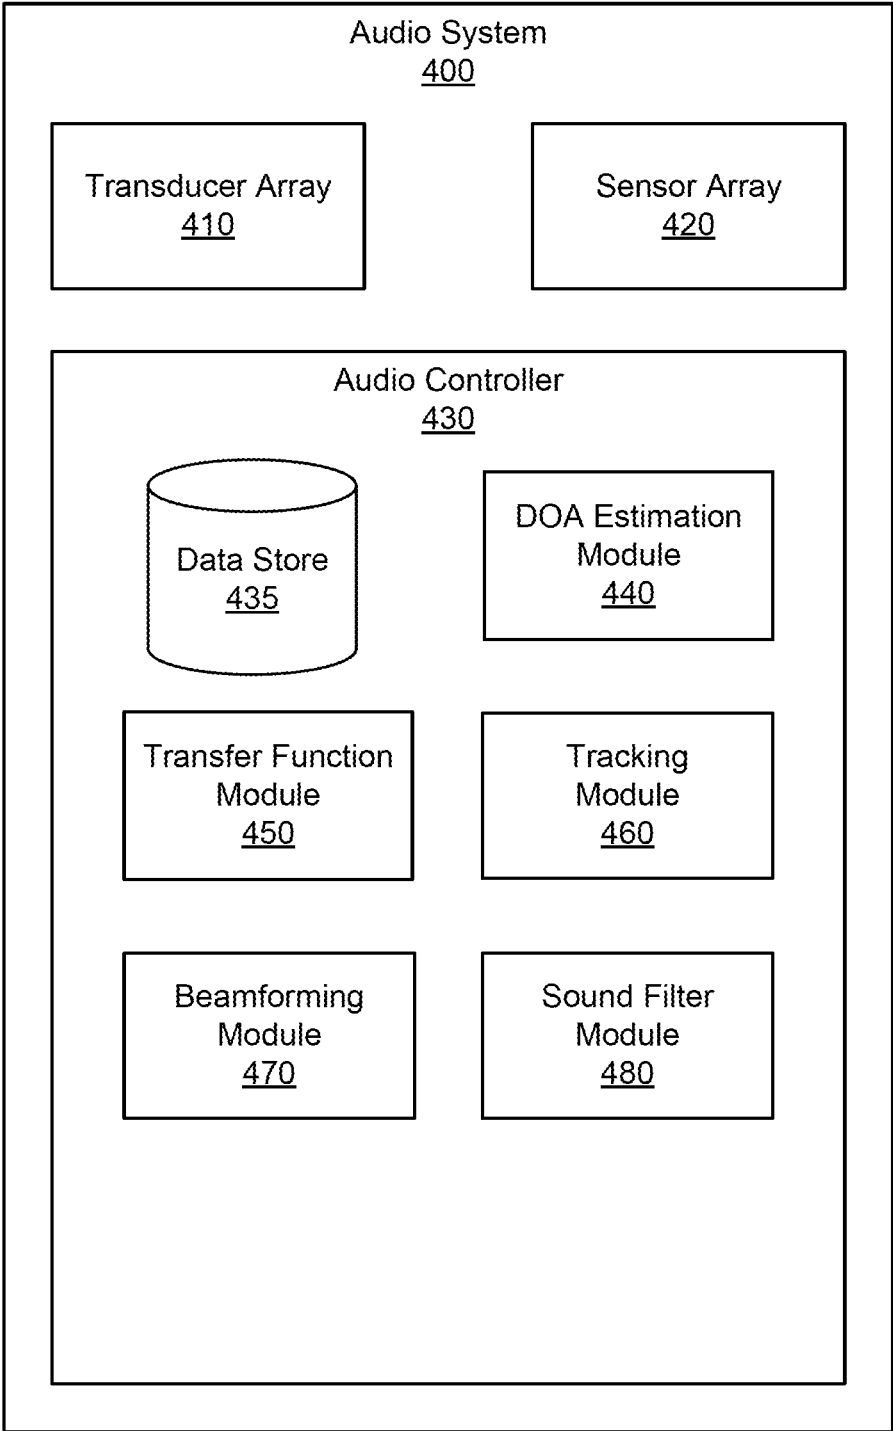 Audio System
400
Transducer Array
410
Sensor Array
420
Audio Controller
430
Data Store
435
DOA Estimation
Module
440
Transfer Function
Module
450
Tracking
Module
460
Beamforming
Module
470
Sound Filter
Module
480